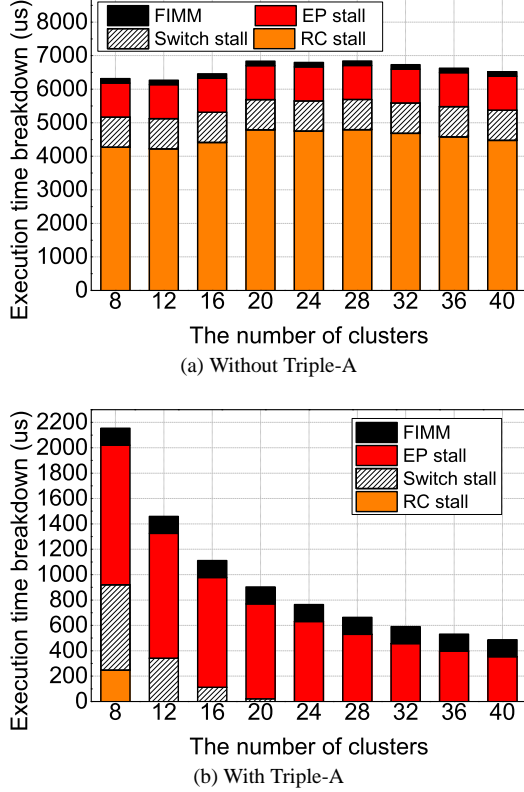 FIMM
EP stall
Switch stall
RC stall
Execution time breakdown (us)
8000
7000
6000
5000
4000
3000
2000
1000
0
8 12 16 20 24 28 32 36 40
The number of clusters
(a) Without Triple-A
FIMM
EP stall
Switch stall
RC stall
Execution time breakdown (us)
2200
2000
1800
1600
1400
1200
1000
800
600
400
200
0
8 12 16 20 24 28 32 36 40
The number of clusters
(b) With Triple-A